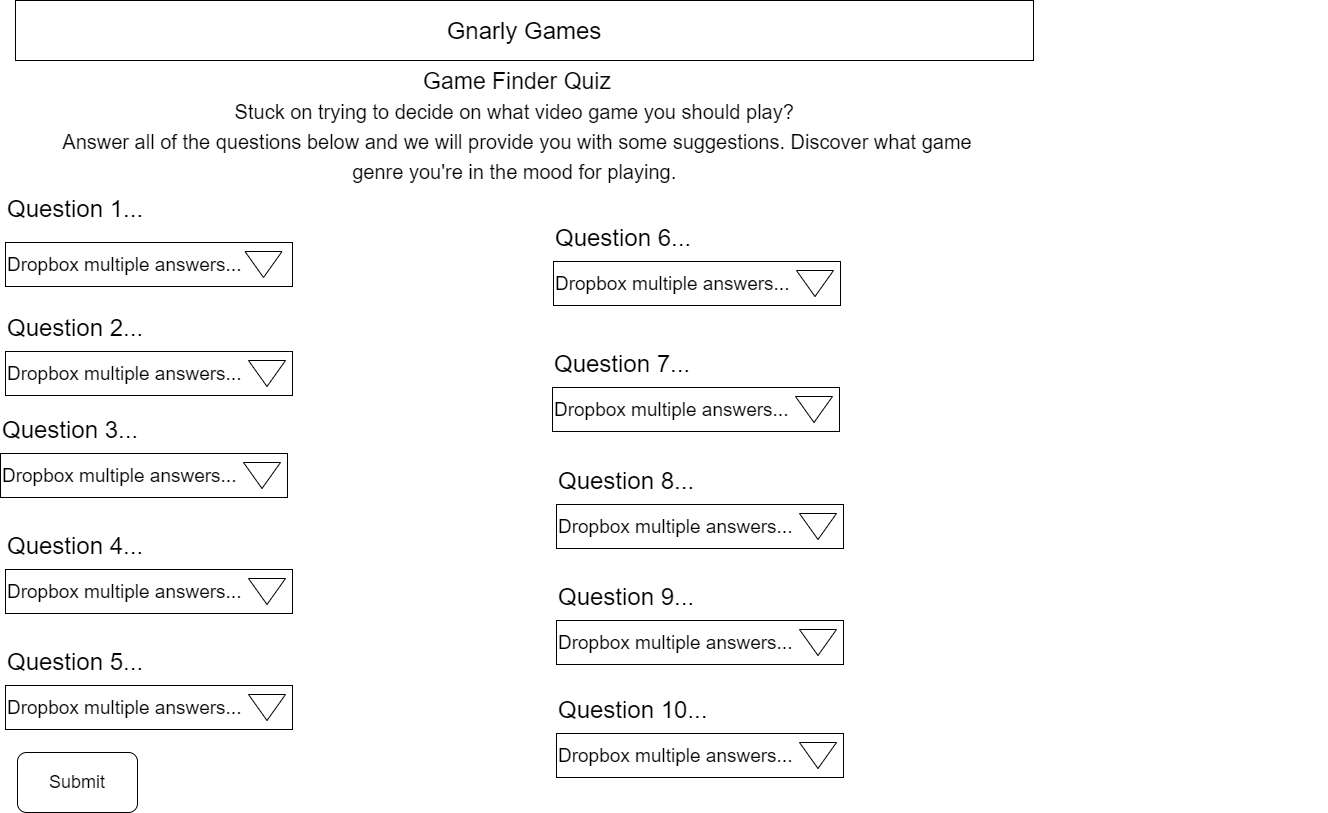 Gnarly Games
Game Finder Quiz
Stuck on trying to decide on what video game you should play?
Answer all of the questions below and we will provide you with some suggestions. Discover what game
genre you're in the mood for playing.
Question 1...
Dropbox multiple answers...
Question 2...
Dropbox multiple answers...
Question 3...
Dropbox multiple answers...
Question 4...
Dropbox multiple answers...
Question 5...
Dropbox multiple answers...
Submit
Question 6...
Dropbox multiple answers...
Question 7...
Dropbox multiple answers...
Question 8...
Dropbox multiple answers...
Question 9...
Dropbox multiple answers...
Question 10...
Dropbox multiple answers...